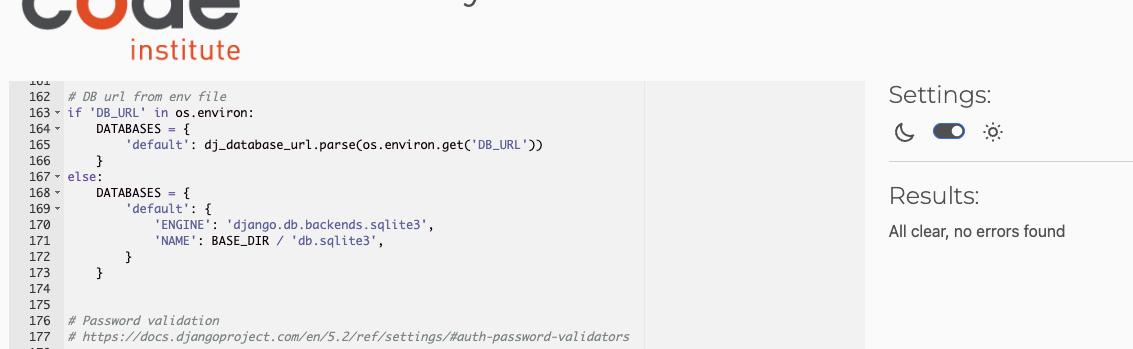 code
institute
161
162 # DB url from env file
163 if 'DB_URL' in os.environ:
164 DATABASES = {
165 'default': dj_database_url.parse(os.environ.get('DB_URL'))
166 }
167 else:
168 DATABASES = {
169 'default': {
170 'ENGINE': 'django.db.backends.sqlite3',
171 'NAME': BASE_DIR / 'db.sqlite3',
172 }
173 }
174
175
176 # Password validation
177 # https://docs.djangoproject.com/en/5.2/ref/settings/#auth-password-validators
Settings:
Results:
All clear, no errors found